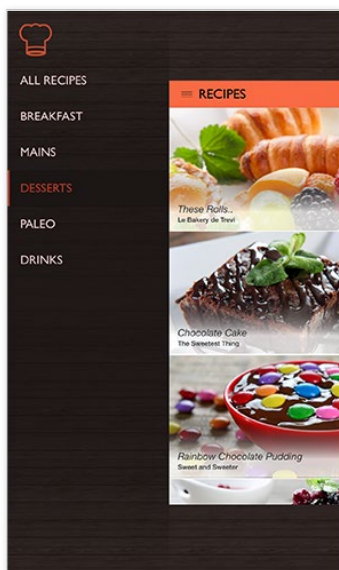 ALL RECIPES
BREAKFAST
MAINS
DESSERTS
PALEO
DRINKS
RECIPES
These Rolls..
Le Bakery de Trevi
Chocolate Cake
The Sweetest Thing
Rainbow Chocolate Pudding
Sweet and Sweeter